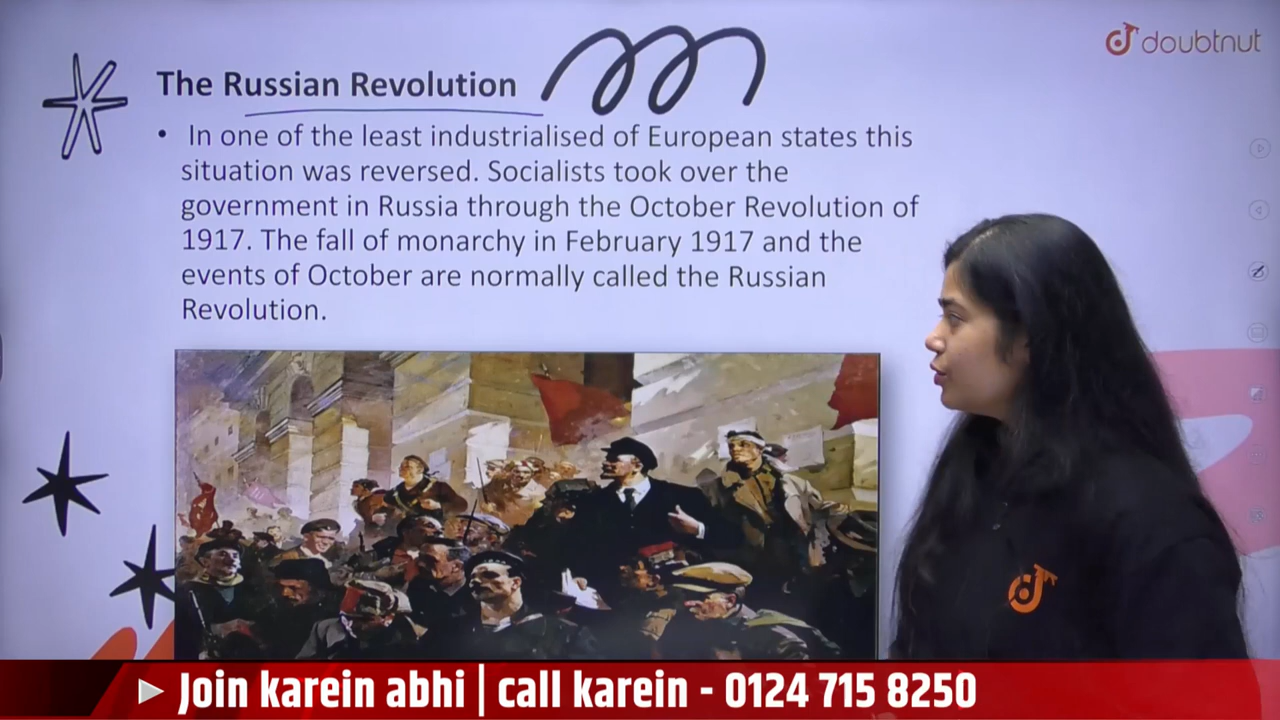 doubtnut
The Russian Revolution
• In one of the least industrialised of European states this
situation was reversed. Socialists took over the
government in Russia through the October Revolution of
1917. The fall of monarchy in February 1917 and the
events of October are normally called the Russian
Revolution.
Join karein abhi | call karein - 0124 715 8250